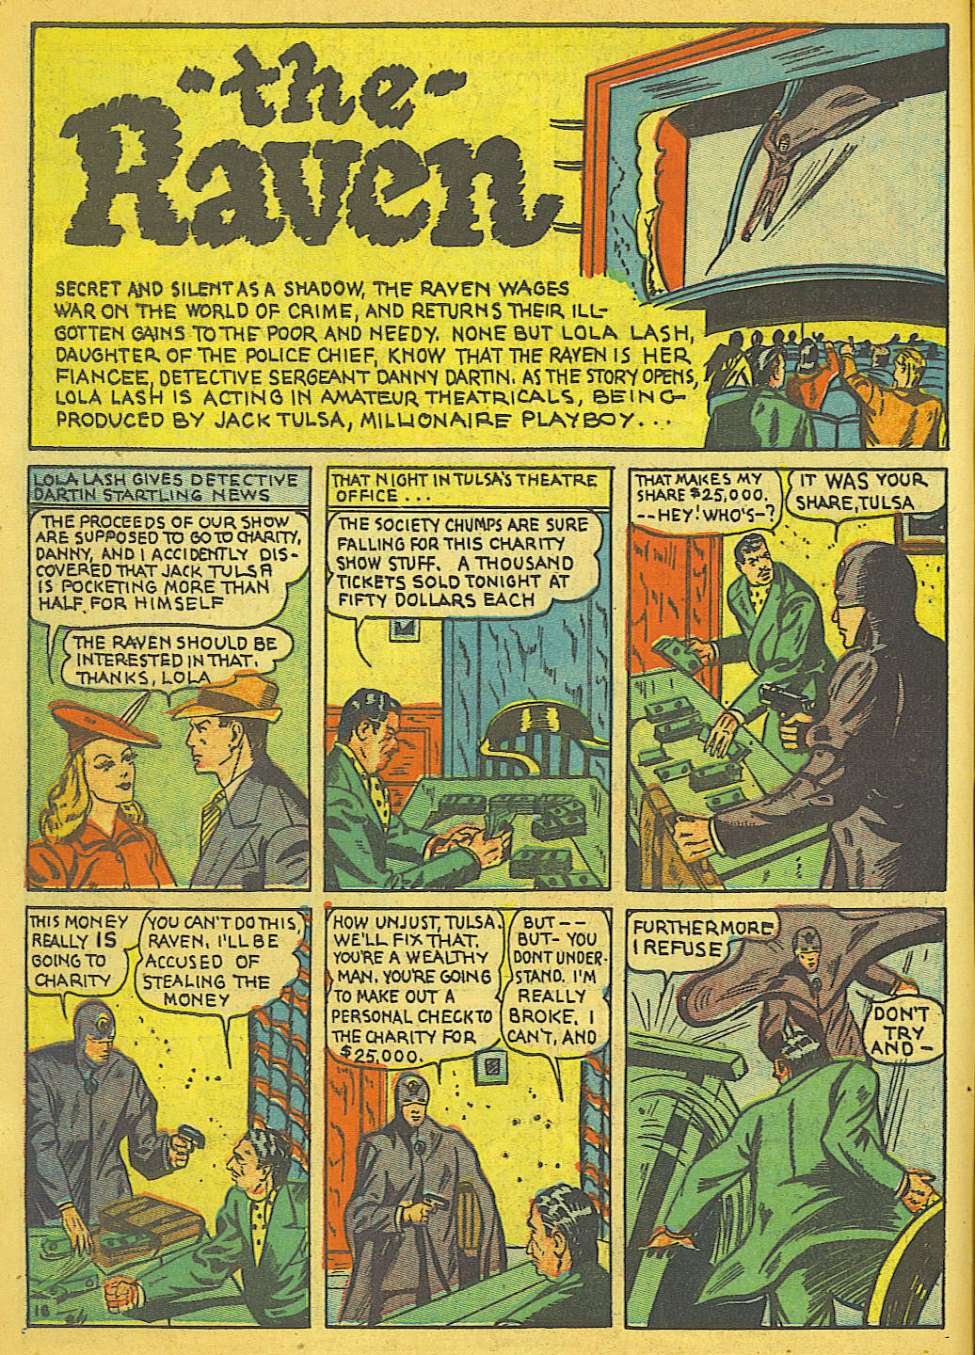 -the-
Raven
SECRET AND SILENT AS A SHADOW, THE RAVEN WAGES
WAR ON THE WORLD OF CRIME, AND RETURNS THEIR ILL-
GOTTEN GAINS TO THE POOR AND NEEDY. NONE BUT LOLA LASH,
DAUGHTER OF THE POLICE CHIEF, KNOW THAT THE RAVEN IS HER
FIANCEE, DETECTIVE SERGEANT DANNY DARTIN. AS THE STORY OPENS,
LOLA LASH IS ACTING IN AMATEUR THEATRICALS, BEING
PRODUCED BY JACK TULSA, MILLIONAIRE PLAYBOY...
LOLA LASH GIVES DETECTIVE
DARTIN STARTLING NEWS
THE PROCEEDS OF OUR SHOW
ARE SUPPOSED TO GO TO CHARITY,
DANNY, AND I ACCIDENTLY DIS-
COVERED THAT JACK TULSA
IS POCKETING MORE THAN
HALF, FOR HIMSELF
THE RAVEN SHOULD BE
INTERESTED IN THAT.
THANKS, LOLA
THAT NIGHT IN TULSA'S THEATRE
OFFICE...
THE SOCIETY CHUMPS ARE SURE
FALLING FOR THIS CHARITY
SHOW STUFF. A THOUSAND
TICKETS SOLD TONIGHT AT
FIFTY DOLLARS EACH
THAT MAKES MY
SHARE $25,000.
--HEY! WHO'S-?
IT WAS YOUR
SHARE, TULSA
THIS MONEY
REALLY IS
GOING TO
CHARITY
YOU CAN'T DO THIS,
RAVEN. I'LL BE
ACCUSED OF
STEALING THE
MONEY
18
HOW UNJUST, TULSA.
WE'LL FIX THAT.
YOU'RE A WEALTHY
MAN. YOU'RE GOING
TO MAKE OUT A
PERSONAL CHECK TO
THE CHARITY FOR
$25,000.
BUT--
BUT- YOU
DONT UNDER-
STAND. I'M
REALLY
BROKE. I
CAN'T, AND
FURTHERMORE
I REFUSE
DON'T
TRY
AND-